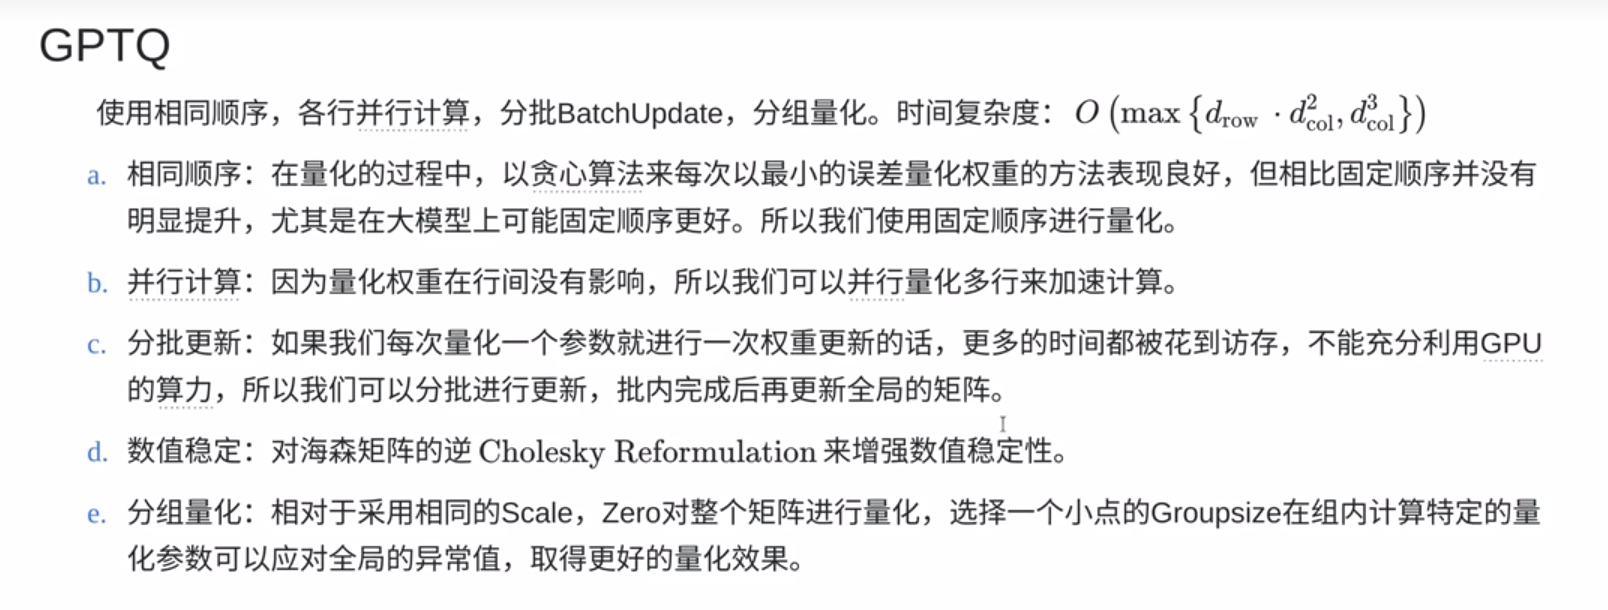 GPTQ
使用相同顺序，各行并行计算，分批BatchUpdate，分组量化。时间复杂度： O (max {d_row · d_col^2, d_col^3})
a. 相同顺序：在量化的过程中，以贪心算法来每次以最小的误差量化权重的方法表现良好，但相比固定顺序并没有
明显提升，尤其是在大模型上可能固定顺序更好。所以我们使用固定顺序进行量化。
b. 并行计算：因为量化权重在行间没有影响，所以我们可以并行量化多行来加速计算。
c. 分批更新：如果我们每次量化一个参数就进行一次权重更新的话，更多的时间都被花到访存，不能充分利用GPU
的算力，所以我们可以分批进行更新，批内完成后再更新全局的矩阵。
d. 数值稳定：对海森矩阵的逆 Cholesky Reformulation 来增强数值稳定性。
e. 分组量化：相对于采用相同的Scale，Zero对整个矩阵进行量化，选择一个小点的Groupsize在组内计算特定的量
化参数可以应对全局的异常值，取得更好的量化效果。